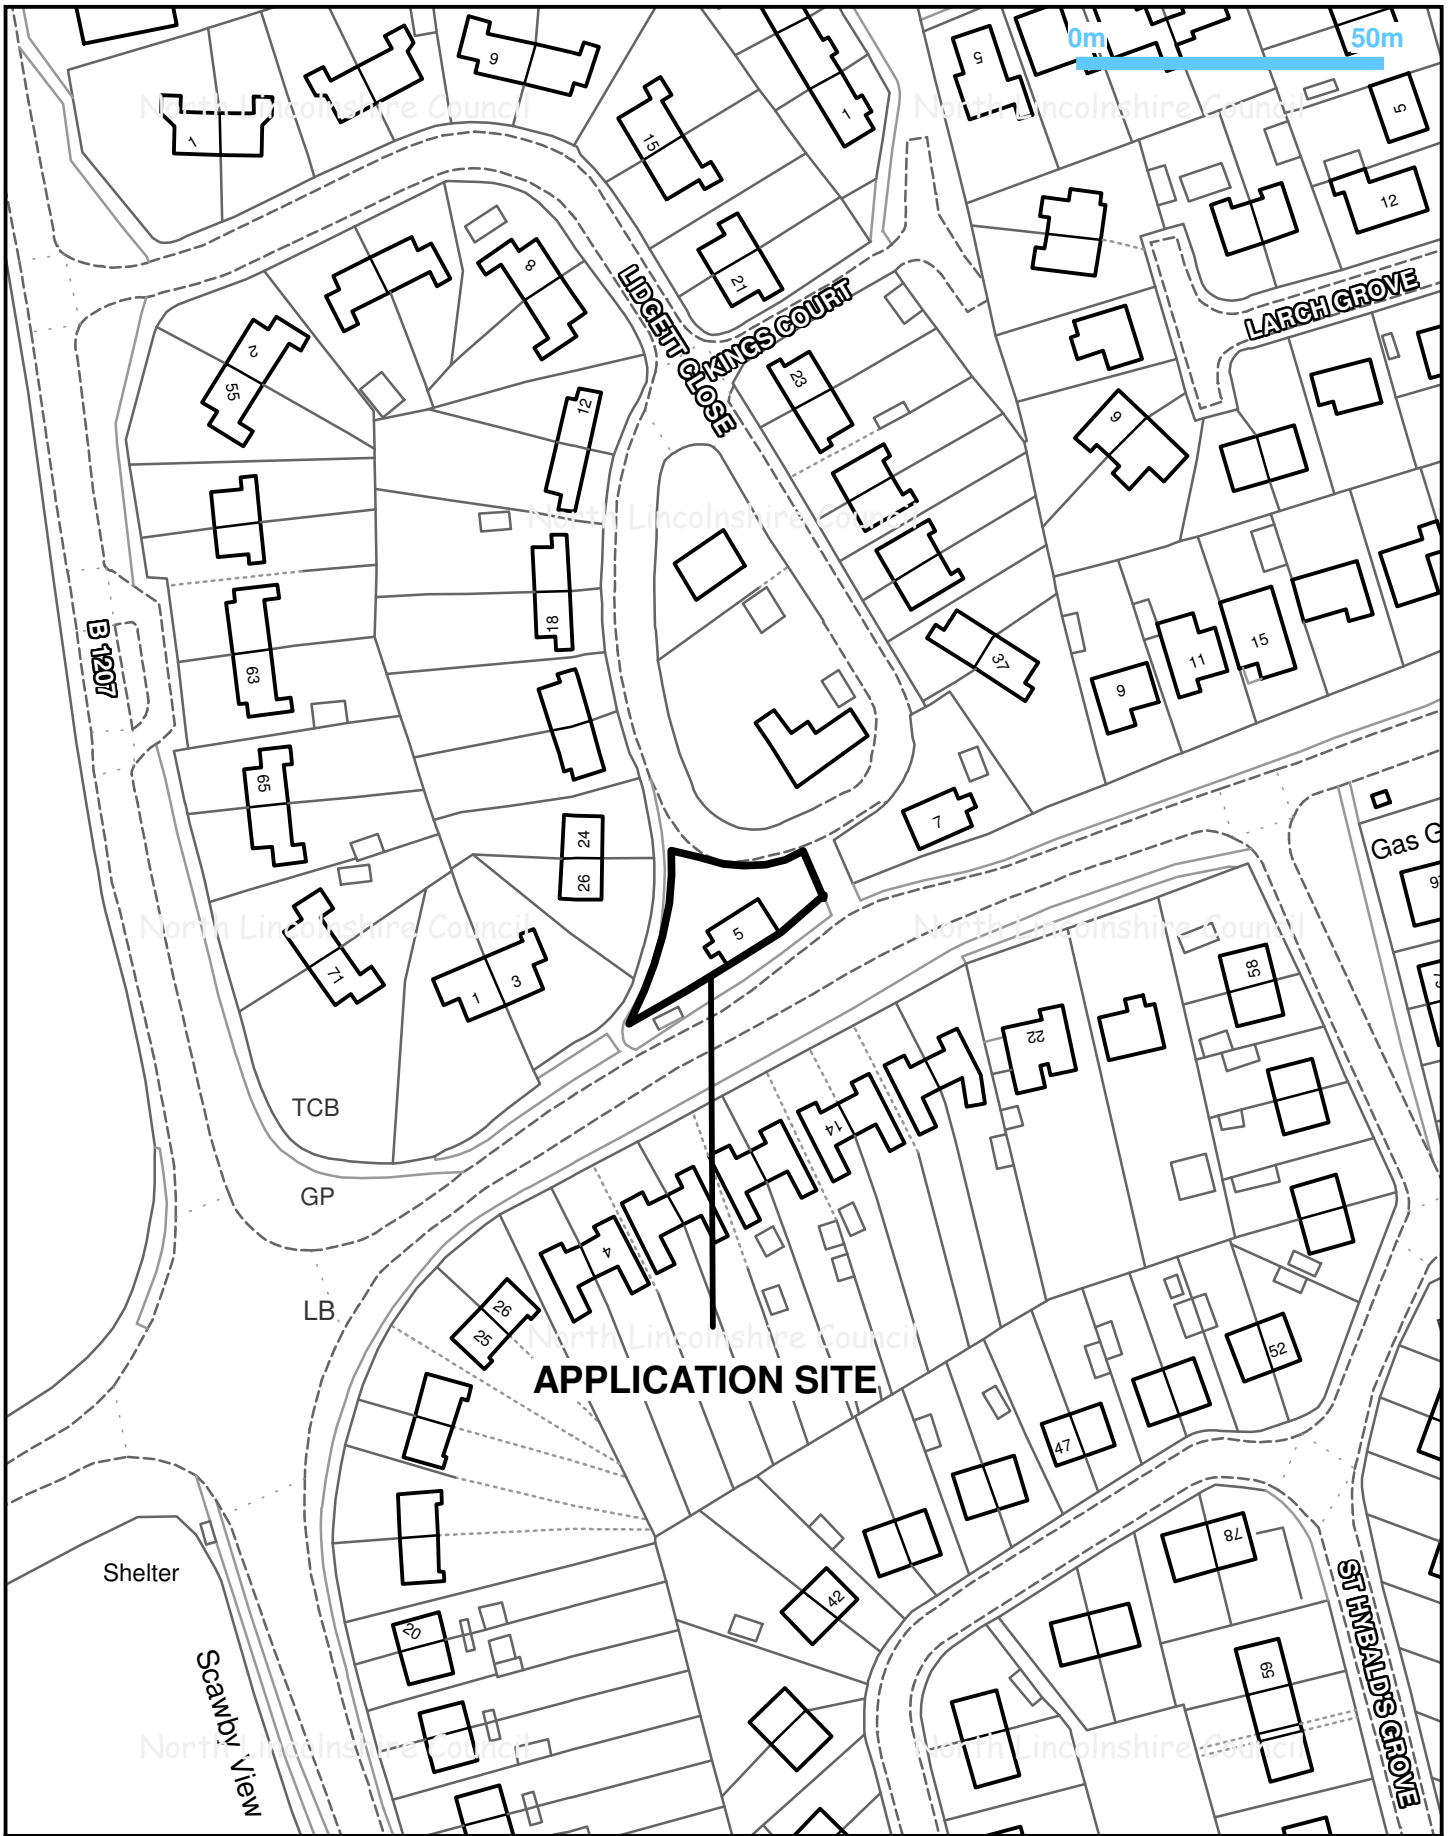 0m 50m
North Lincolnshire Council
North Lincolnshire Council
9
5
5
1
15
1
12
8
21
LARCH GROVE
LIDGETT CLOSE
KINGS COURT
2
55
12
23
9
North Lincolnshire Council
B 1207
18
37
15
11
9
63
65
7
24
26
Gas G
North Lincolnshire Council
North Lincolnshire Council
5
71
1
3
58
22
TCB
14
GP
4
LB
26
25
North Lincolnshire Council
52
APPLICATION SITE
47
78
Shelter
42
20
ST HYBALD'S GROVE
59
Scawby View
North Lincolnshire Council
North Lincolnshire Council